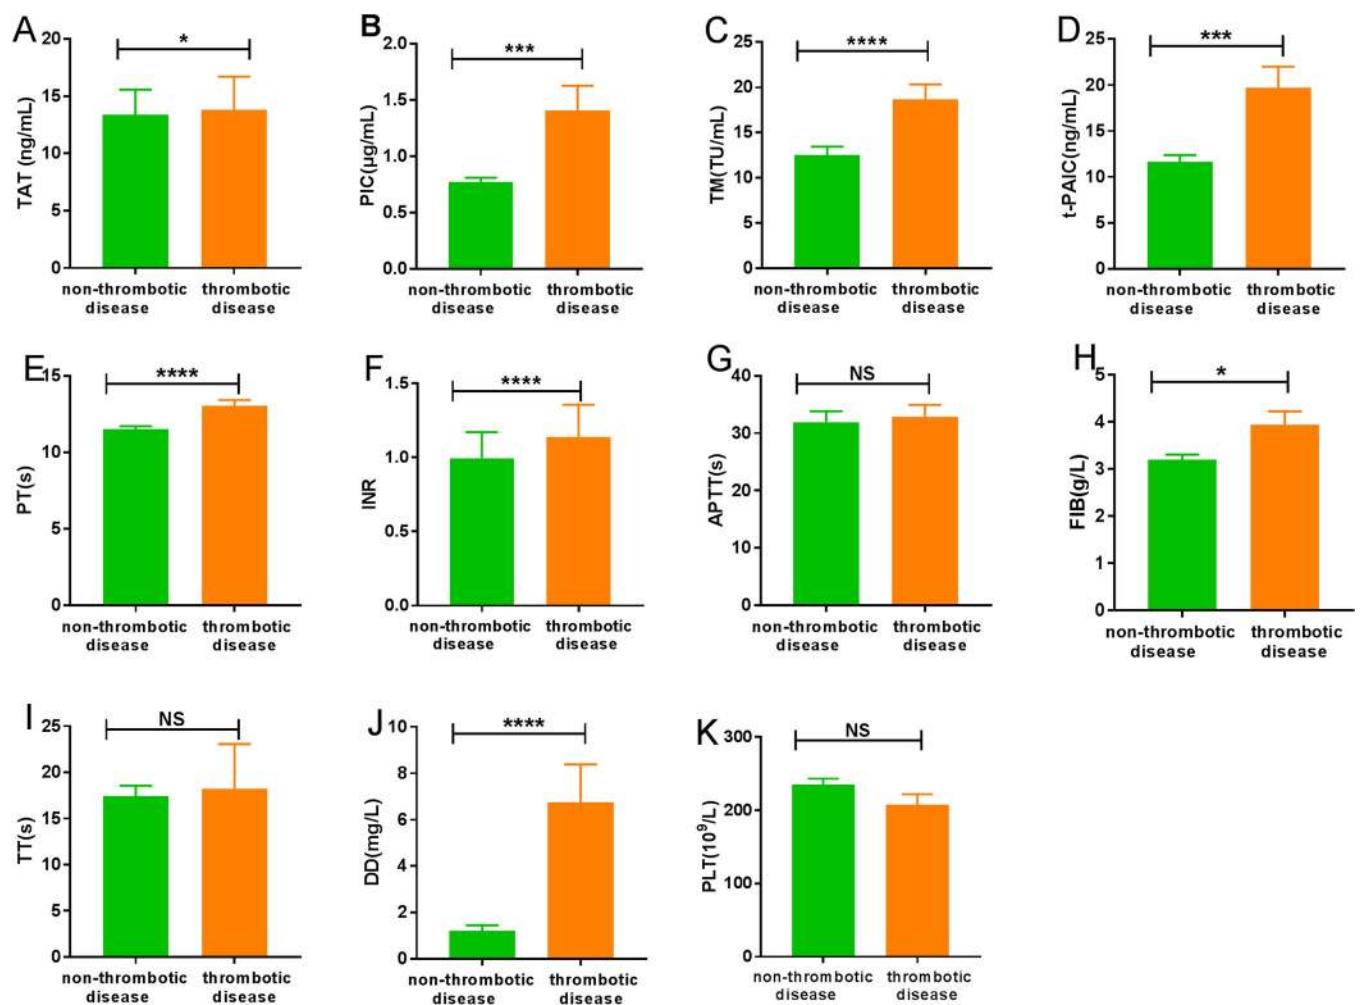 A
TAT (ng/mL)
20
15
10
5
0
*
non-thrombotic disease
thrombotic disease
B
PIC(µg/mL)
2.0
1.5
1.0
0.5
0.0
***
non-thrombotic disease
thrombotic disease
C
TM(TU/mL)
25
20
15
10
5
0
****
non-thrombotic disease
thrombotic disease
D
t-PAIC(ng/mL)
25
20
15
10
5
0
***
non-thrombotic disease
thrombotic disease
E
PT(s)
15
10
5
0
****
non-thrombotic disease
thrombotic disease
F
INR
1.5
1.0
0.5
0.0
****
non-thrombotic disease
thrombotic disease
G
APTT(s)
40
30
20
10
0
NS
non-thrombotic disease
thrombotic disease
H
FIB(g/L)
5
4
3
2
1
0
*
non-thrombotic disease
thrombotic disease
I
TT(s)
25
20
15
10
5
0
NS
non-thrombotic disease
thrombotic disease
J
DD(mg/L)
10
8
6
4
2
0
****
non-thrombotic disease
thrombotic disease
K
PLT(10⁹/L)
300
200
100
0
NS
non-thrombotic disease
thrombotic disease